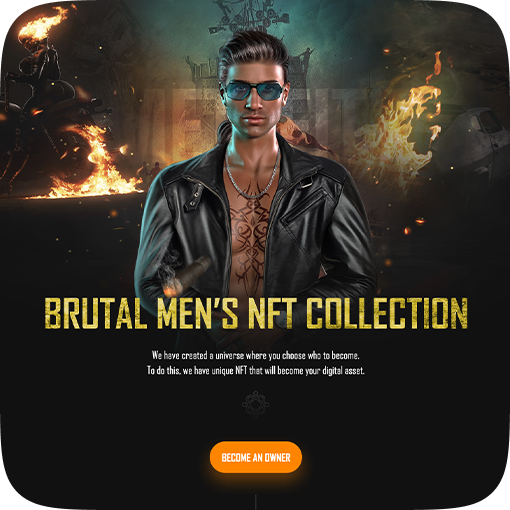 BRUTAL MEN'S NFT COLLECTION
We have created a universe where you choose who to become.
To do this, we have unique NFT that will become your digital asset.
BECOME AN OWNER